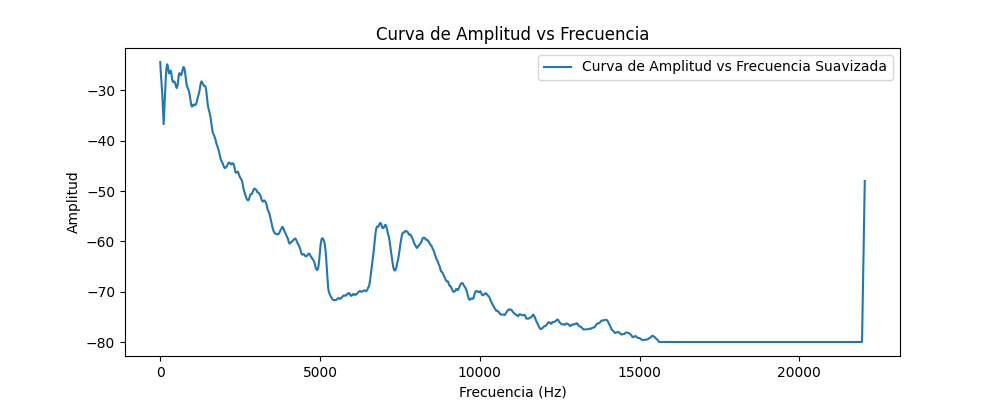 Curva de Amplitud vs Frecuencia
Curva de Amplitud vs Frecuencia Suavizada
−30
−40
−50
−60
−70
−80
Amplitud
0 5000 10000 15000 20000
Frecuencia (Hz)